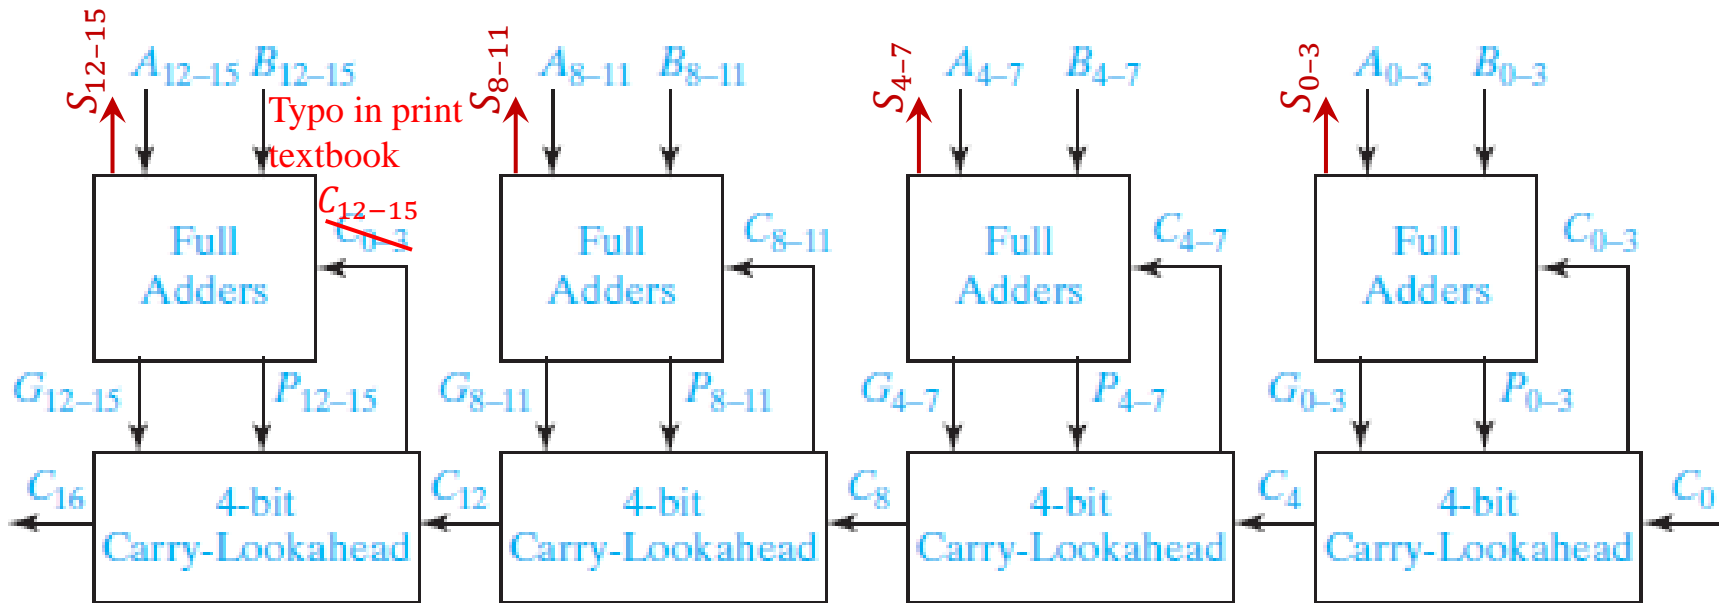 S₁₂₋₁₅ A₁₂₋₁₅ B₁₂₋₁₅ S₈₋₁₁ A₈₋₁₁ B₈₋₁₁ S₄₋₇ A₄₋₇ B₄₋₇ S₀₋₃ A₀₋₃ B₀₋₃
Typo in print
textbook
C₁₂₋₁₅
C₀₋₃ C₈₋₁₁ C₄₋₇ C₀₋₃
Full
Adders
Full
Adders
Full
Adders
Full
Adders
G₁₂₋₁₅ P₁₂₋₁₅ G₈₋₁₁ P₈₋₁₁ G₄₋₇ P₄₋₇ G₀₋₃ P₀₋₃
C₁₆ C₁₂ C₈ C₄ C₀
4-bit
Carry-Lookahead
4-bit
Carry-Lookahead
4-bit
Carry-Lookahead
4-bit
Carry-Lookahead